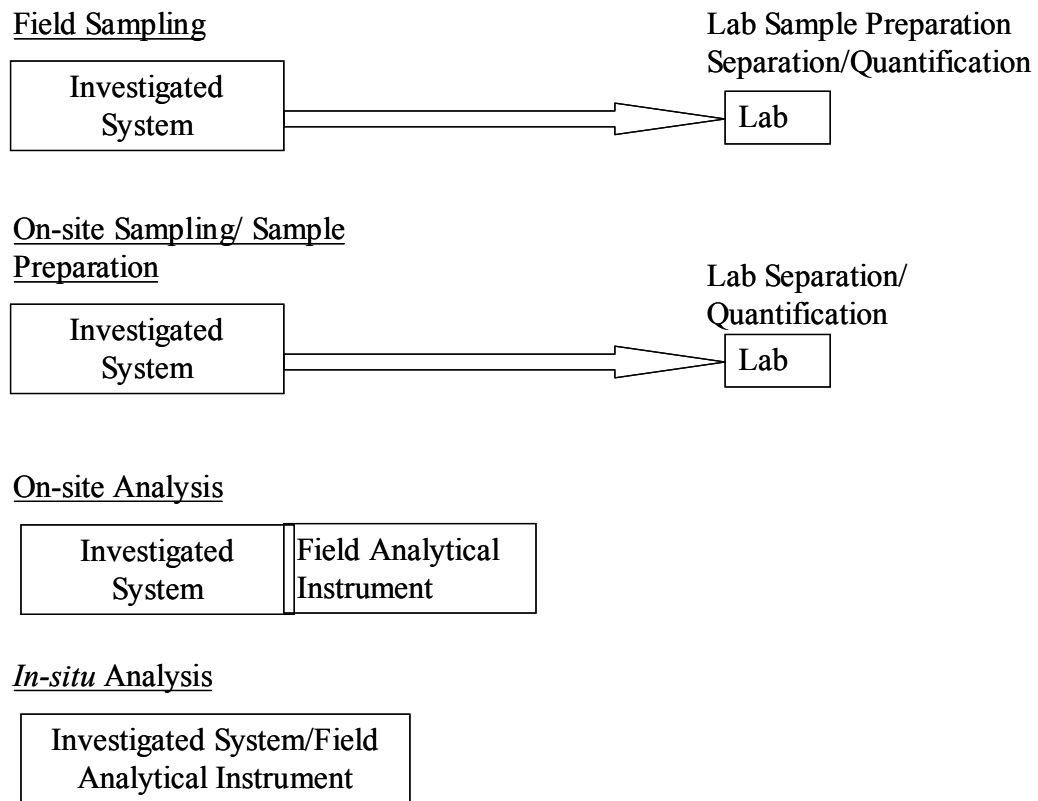 Field Sampling
Lab Sample Preparation
Separation/Quantification
Investigated
System
Lab
On-site Sampling/ Sample
Preparation
Lab Separation/
Quantification
Investigated
System
Lab
On-site Analysis
Investigated
System
Field Analytical
Instrument
In-situ Analysis
Investigated System/Field
Analytical Instrument